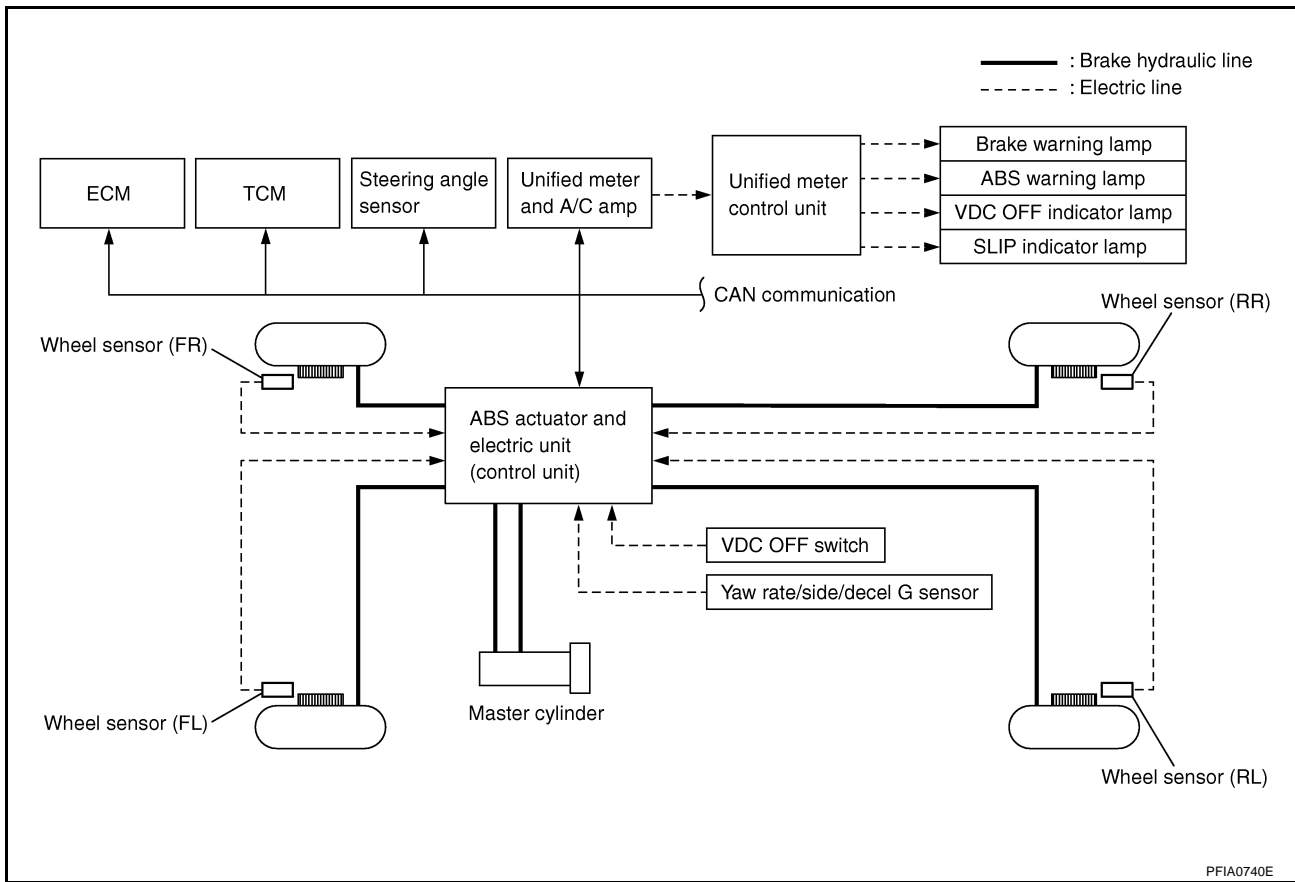 : Brake hydraulic line
: Electric line
ECM
TCM
Steering angle
sensor
Unified meter
and A/C amp
Unified meter
control unit
Brake warning lamp
ABS warning lamp
VDC OFF indicator lamp
SLIP indicator lamp
CAN communication
Wheel sensor (FR)
Wheel sensor (RR)
ABS actuator and
electric unit
(control unit)
VDC OFF switch
Yaw rate/side/decel G sensor
Master cylinder
Wheel sensor (FL)
Wheel sensor (RL)
PFIA0740E